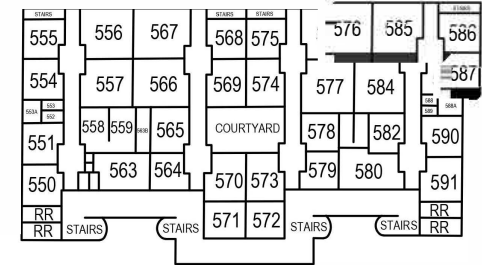 STAIRS STAIRS STAIRS STAIRS
555 556 567 568 575 576 585 586
554 557 566 569 574 577 584 587
553A 553 588 588A
552 589
551 558 559 563B 565 COURTYARD 578 582 590
563 564 579 580
550 570 573 591
RR 571 572 RR
RR STAIRS STAIRS STAIRS STAIRS RR